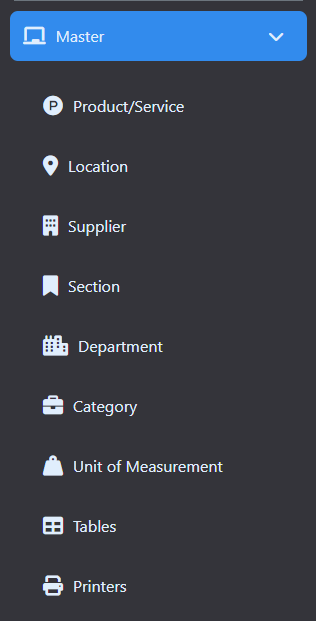 Master
Product/Service
Location
Supplier
Section
Department
Category
Unit of Measurement
Tables
Printers